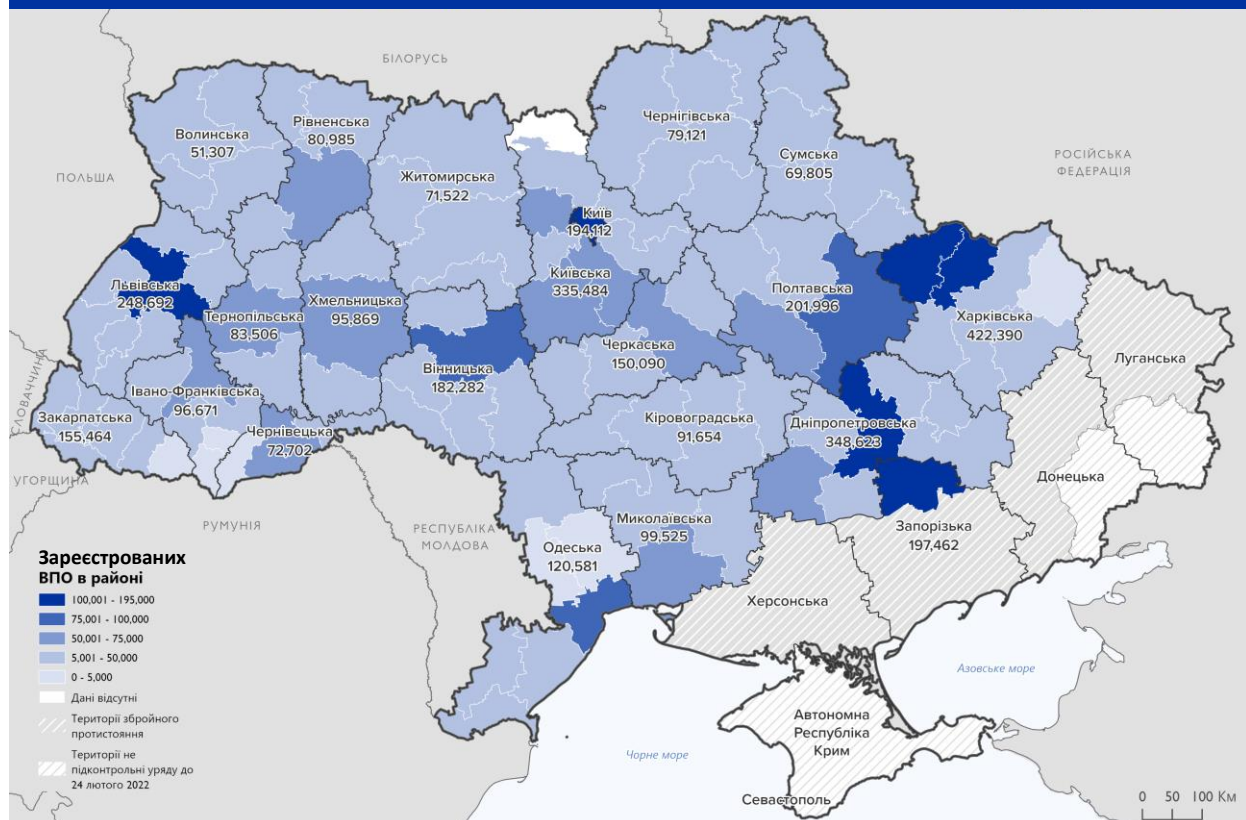 БІЛОРУСЬ
Чернігівська
79,121
Рівненська
80,985
Волинська
51,307
Сумська
69,805
РОСІЙСЬКА
ФЕДЕРАЦІЯ
ПОЛЬЩА
Житомирська
71,522
Київ
194,112
Київська
335,484
Львівська
248,692
Полтавська
201,996
Хмельницька
95,869
Тернопільська
83,506
Харківська
422,390
Черкаська
150,090
Луганська
Вінницька
182,282
СЛОВАЧЧИНА
Івано-Франківська
96,671
Закарпатська
155,464
Кіровоградська
91,654
Дніпропетровська
348,623
Чернівецька
72,702
УГОРЩИНА
Донецька
РУМУНІЯ
РЕСПУБЛІКА
МОЛДОВА
Миколаївська
99,525
Запорізька
197,462
Одеська
120,581
Херсонська
Зареєстрованих
ВПО в районі
100,001 - 195,000
75,001 - 100,000
50,001 - 75,000
5,001 - 50,000
0 - 5,000
Дані відсутні
Території збройного
протистояння
Території не
підконтрольні уряду до
24 лютого 2022
Азовське море
Автономна
Республіка
Крим
Чорне море
Севастополь
0 50 100 Км